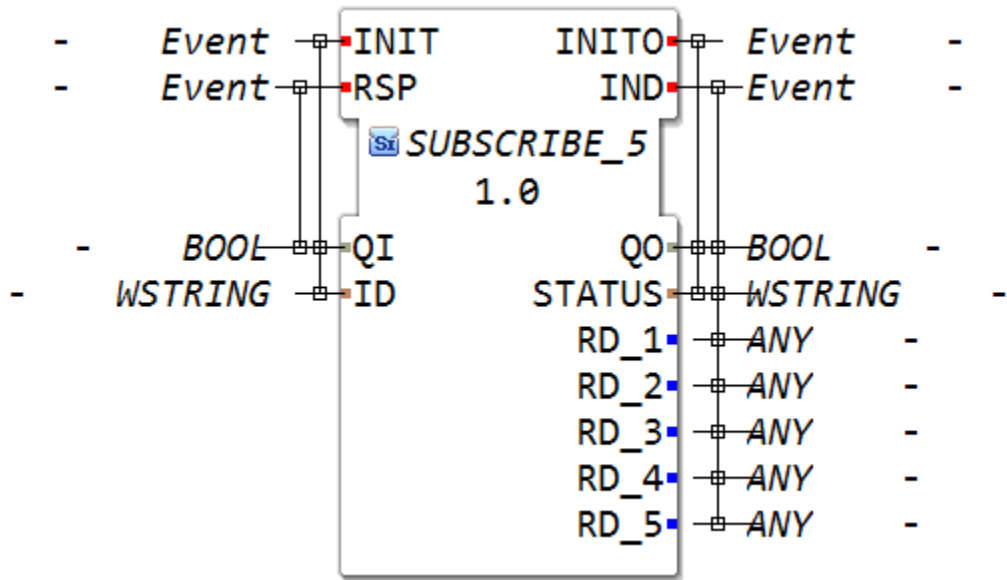 - Event INIT INITO Event -
- Event RSP IND Event -
SI SUBSCRIBE_5
1.0
- BOOL QI QO BOOL -
- WSTRING ID STATUS WSTRING -
RD_1 ANY -
RD_2 ANY -
RD_3 ANY -
RD_4 ANY -
RD_5 ANY -